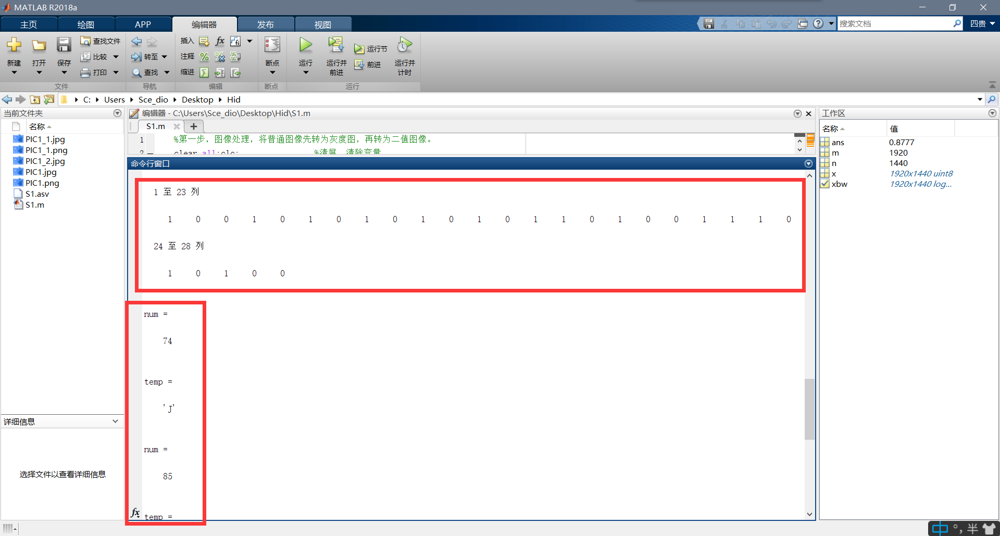 MATLAB R2018a
主页 绘图 APP 编辑器 发布 视图 搜索文档 四贵
新建 打开 保存 查找文件 比较 打印 转至 查找 插入 注释 缩进 fx 断点 运行 运行并前进 运行节 前进 运行并计时
文件 导航 编辑 断点 运行
C: Users Sce_dio Desktop Hid
当前文件夹
名称
PIC1_1.jpg
PIC1_1.png
PIC1_2.jpg
PIC1.jpg
PIC1.png
S1.asv
S1.m
详细信息
选择文件以查看详细信息
编辑器 - C:\Users\Sce_dio\Desktop\Hid\S1.m
S1.m
1 %第一步，图像处理，将普通图像先转为灰度图，再转为二值图像。
2 clear all;clc; %清屏，清除变量
命令行窗口
1 至 23 列
1 0 0 1 0 1 0 1 0 1 0 1 0 1 1 0 1 0 0 1 1 1 0
24 至 28 列
1 0 1 0 0
num =
74
temp =
'J'
num =
85
fx temp =
工作区
名称 值
ans 0.8777
m 1920
n 1440
x 1920x1440 uint8
xbw 1920x1440 log...
中 °, 半